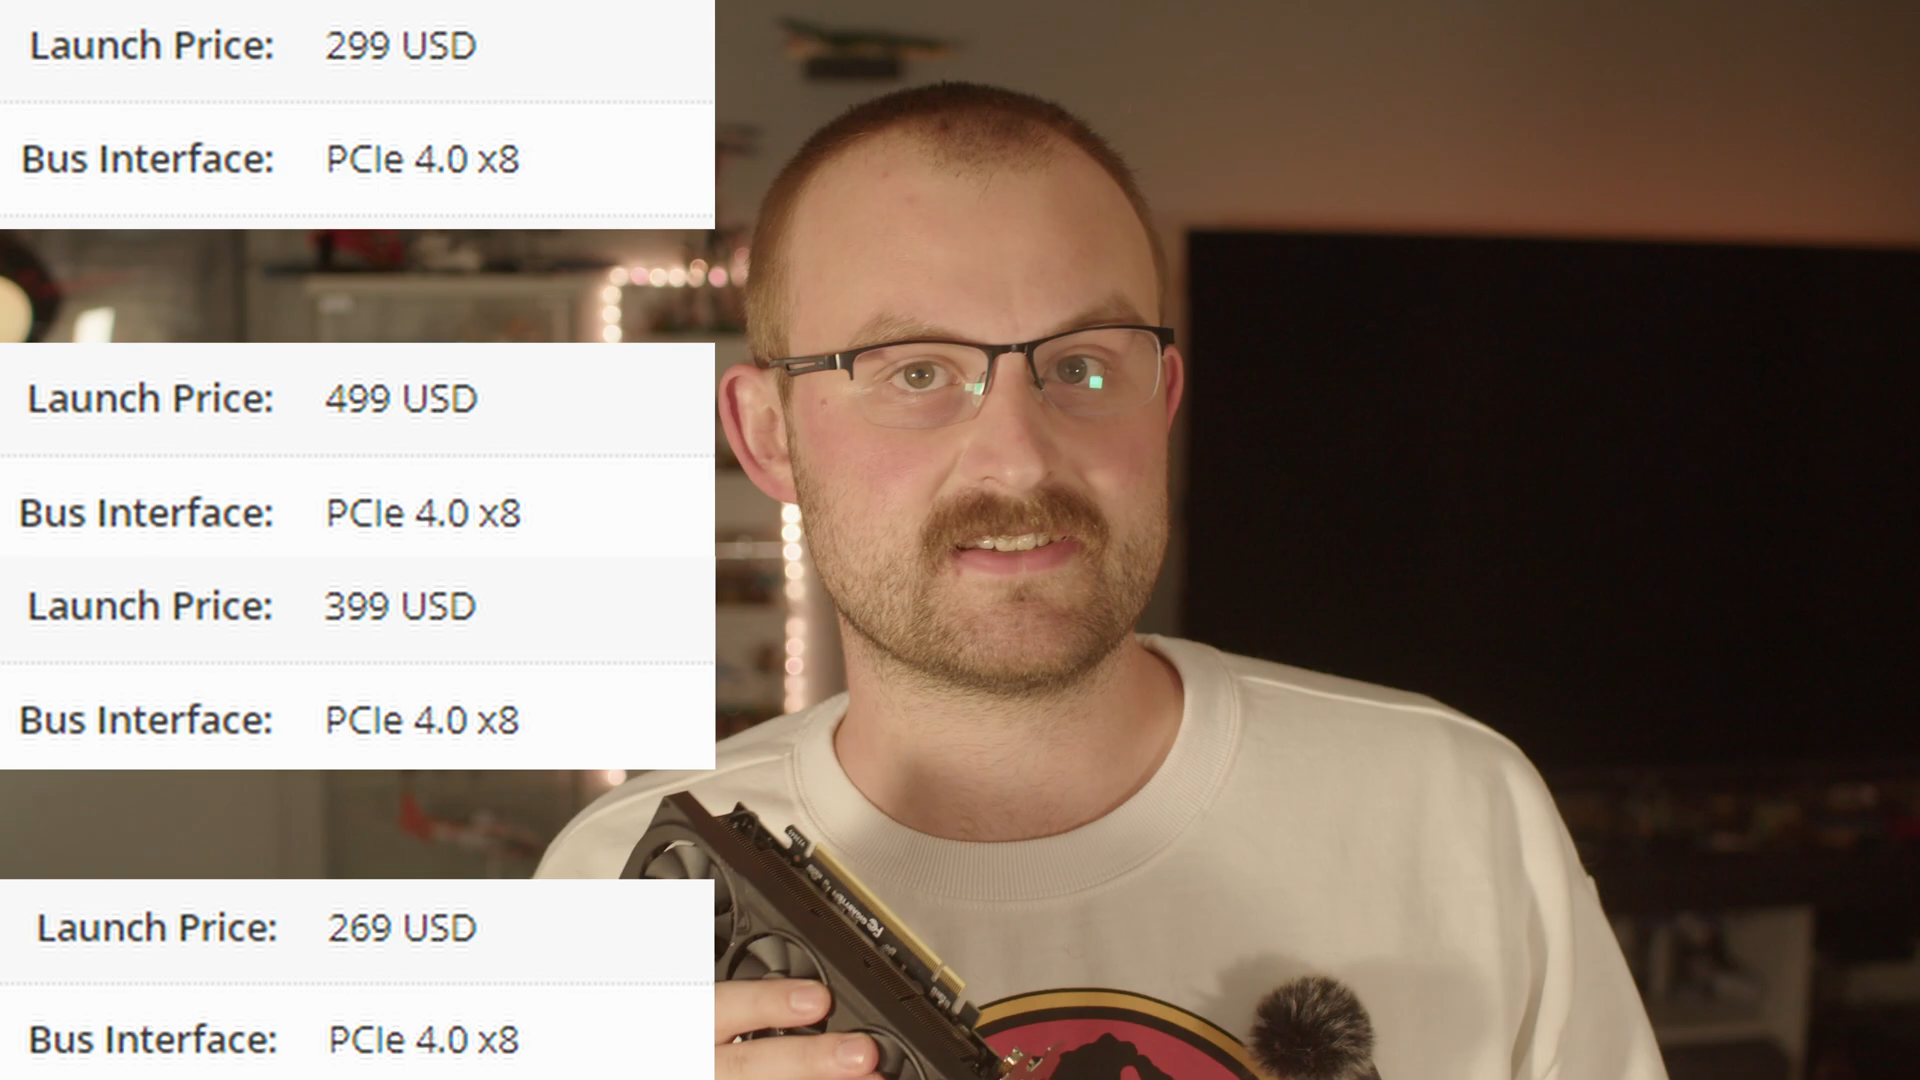 Launch Price: 299 USD
Bus Interface: PCIe 4.0 x8
Launch Price: 499 USD
Bus Interface: PCIe 4.0 x8
Launch Price: 399 USD
Bus Interface: PCIe 4.0 x8
Launch Price: 269 USD
Bus Interface: PCIe 4.0 x8